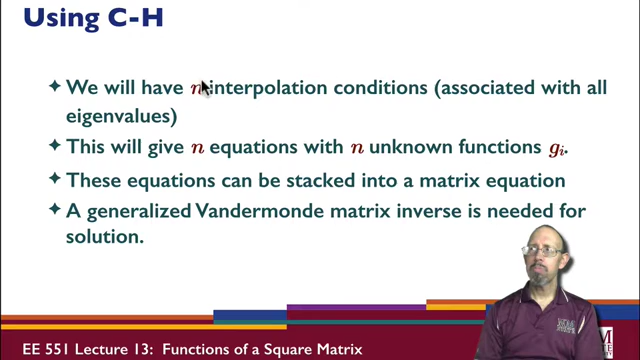 Using C-H
✦ We will have n interpolation conditions (associated with all
eigenvalues)
✦ This will give n equations with n unknown functions gᵢ.
✦ These equations can be stacked into a matrix equation
✦ A generalized Vandermonde matrix inverse is needed for
solution.
EE 551 Lecture 13: Functions of a Square Matrix